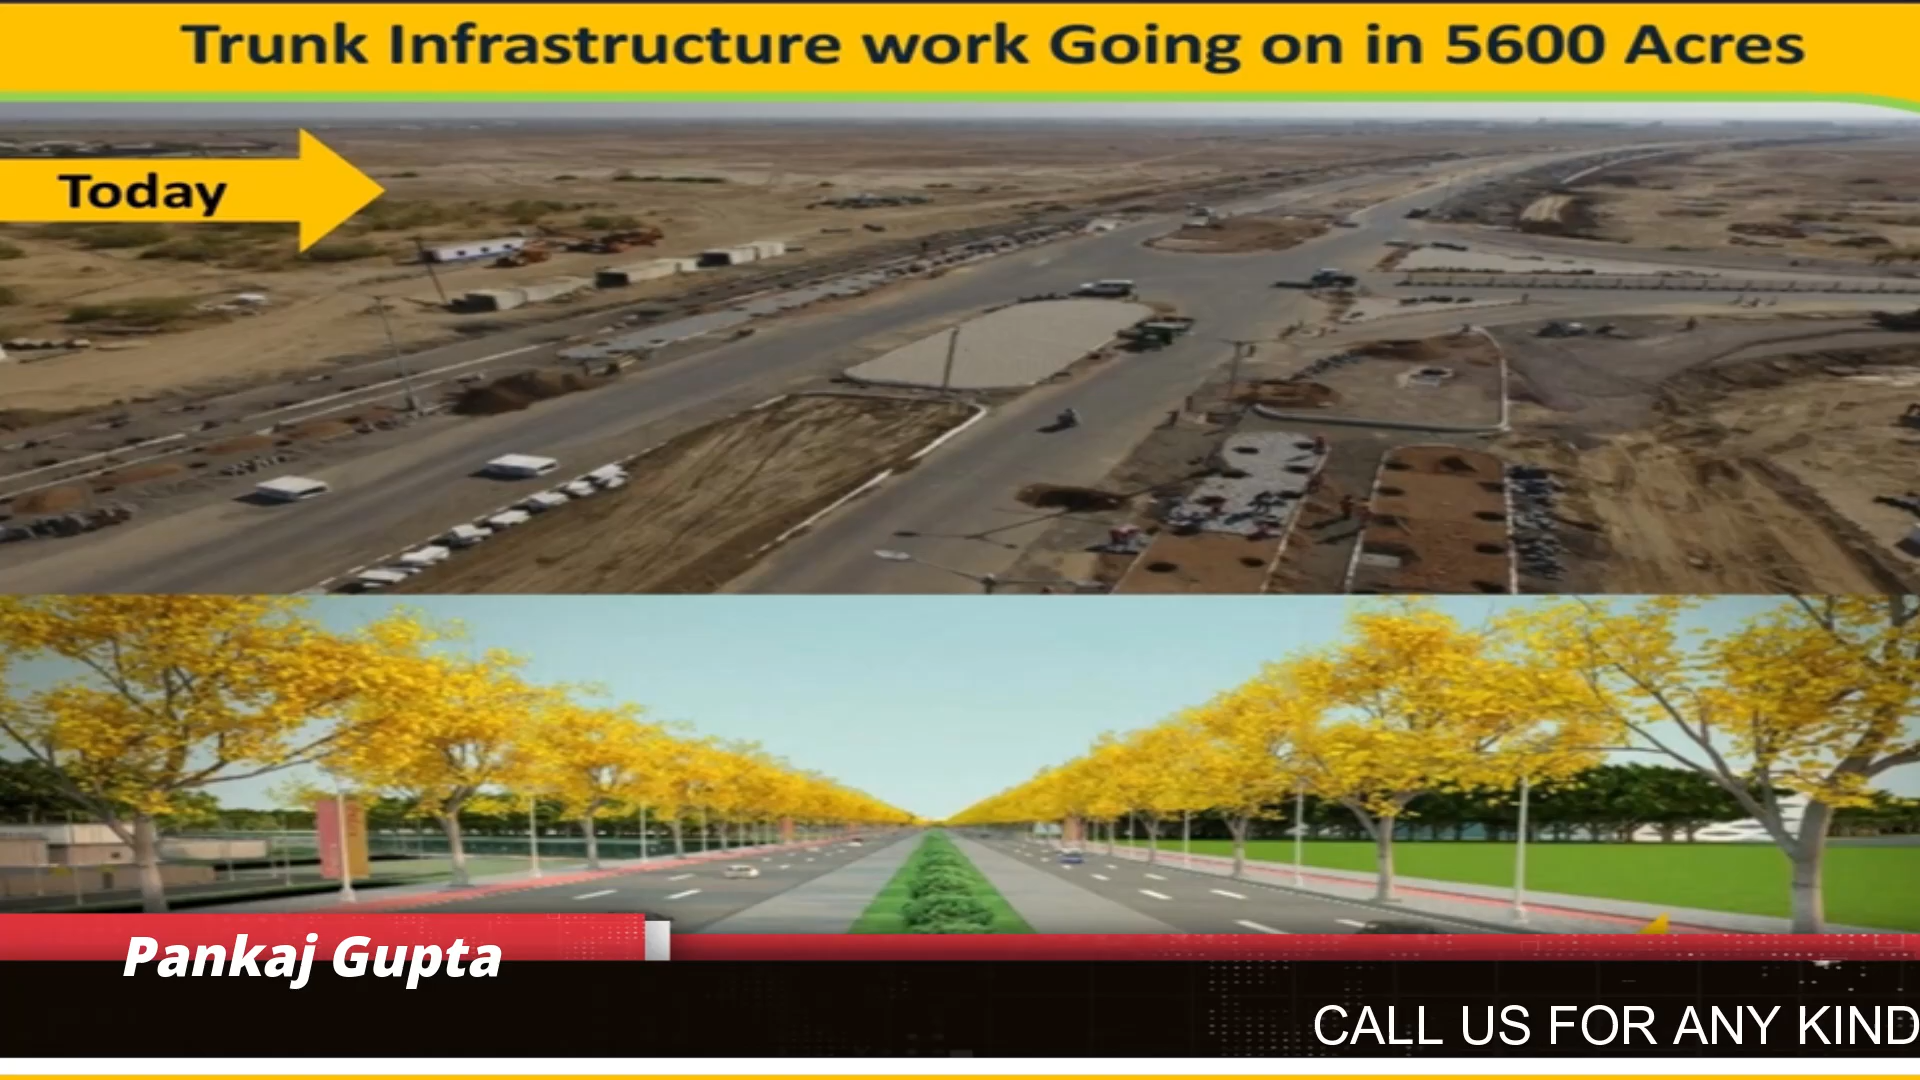 Trunk Infrastructure work Going on in 5600 Acres
Today
Pankaj Gupta
CALL US FOR ANY KIND